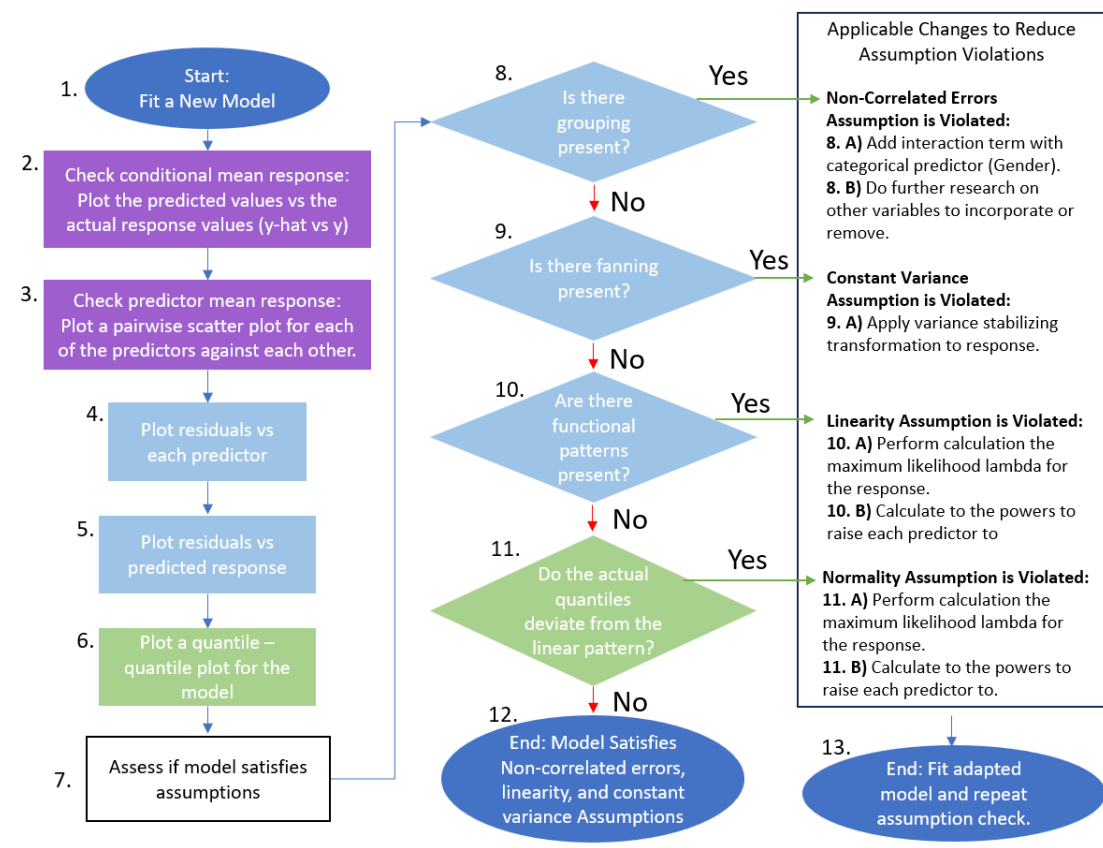 1.
Start:
Fit a New Model
2.
Check conditional mean response:
Plot the predicted values vs the
actual response values (y-hat vs y)
3.
Check predictor mean response:
Plot a pairwise scatter plot for each
of the predictors against each other.
4.
Plot residuals vs
each predictor
5.
Plot residuals vs
predicted response
6.
Plot a quantile –
quantile plot for the
model
7.
Assess if model satisfies
assumptions
8.
Is there
grouping
present?
Yes
No
9.
Is there fanning
present?
Yes
No
10.
Are there
functional
patterns
present?
Yes
No
11.
Do the actual
quantiles
deviate from the
linear pattern?
Yes
No
12.
End: Model Satisfies
Non-correlated errors,
linearity, and constant
variance Assumptions
Applicable Changes to Reduce
Assumption Violations
Non-Correlated Errors
Assumption is Violated:
8. A) Add interaction term with
categorical predictor (Gender).
8. B) Do further research on
other variables to incorporate or
remove.
Constant Variance
Assumption is Violated:
9. A) Apply variance stabilizing
transformation to response.
Linearity Assumption is Violated:
10. A) Perform calculation the
maximum likelihood lambda for
the response.
10. B) Calculate to the powers to
raise each predictor to
Normality Assumption is Violated:
11. A) Perform calculation the
maximum likelihood lambda for
the response.
11. B) Calculate to the powers to
raise each predictor to.
13.
End: Fit adapted
model and repeat
assumption check.